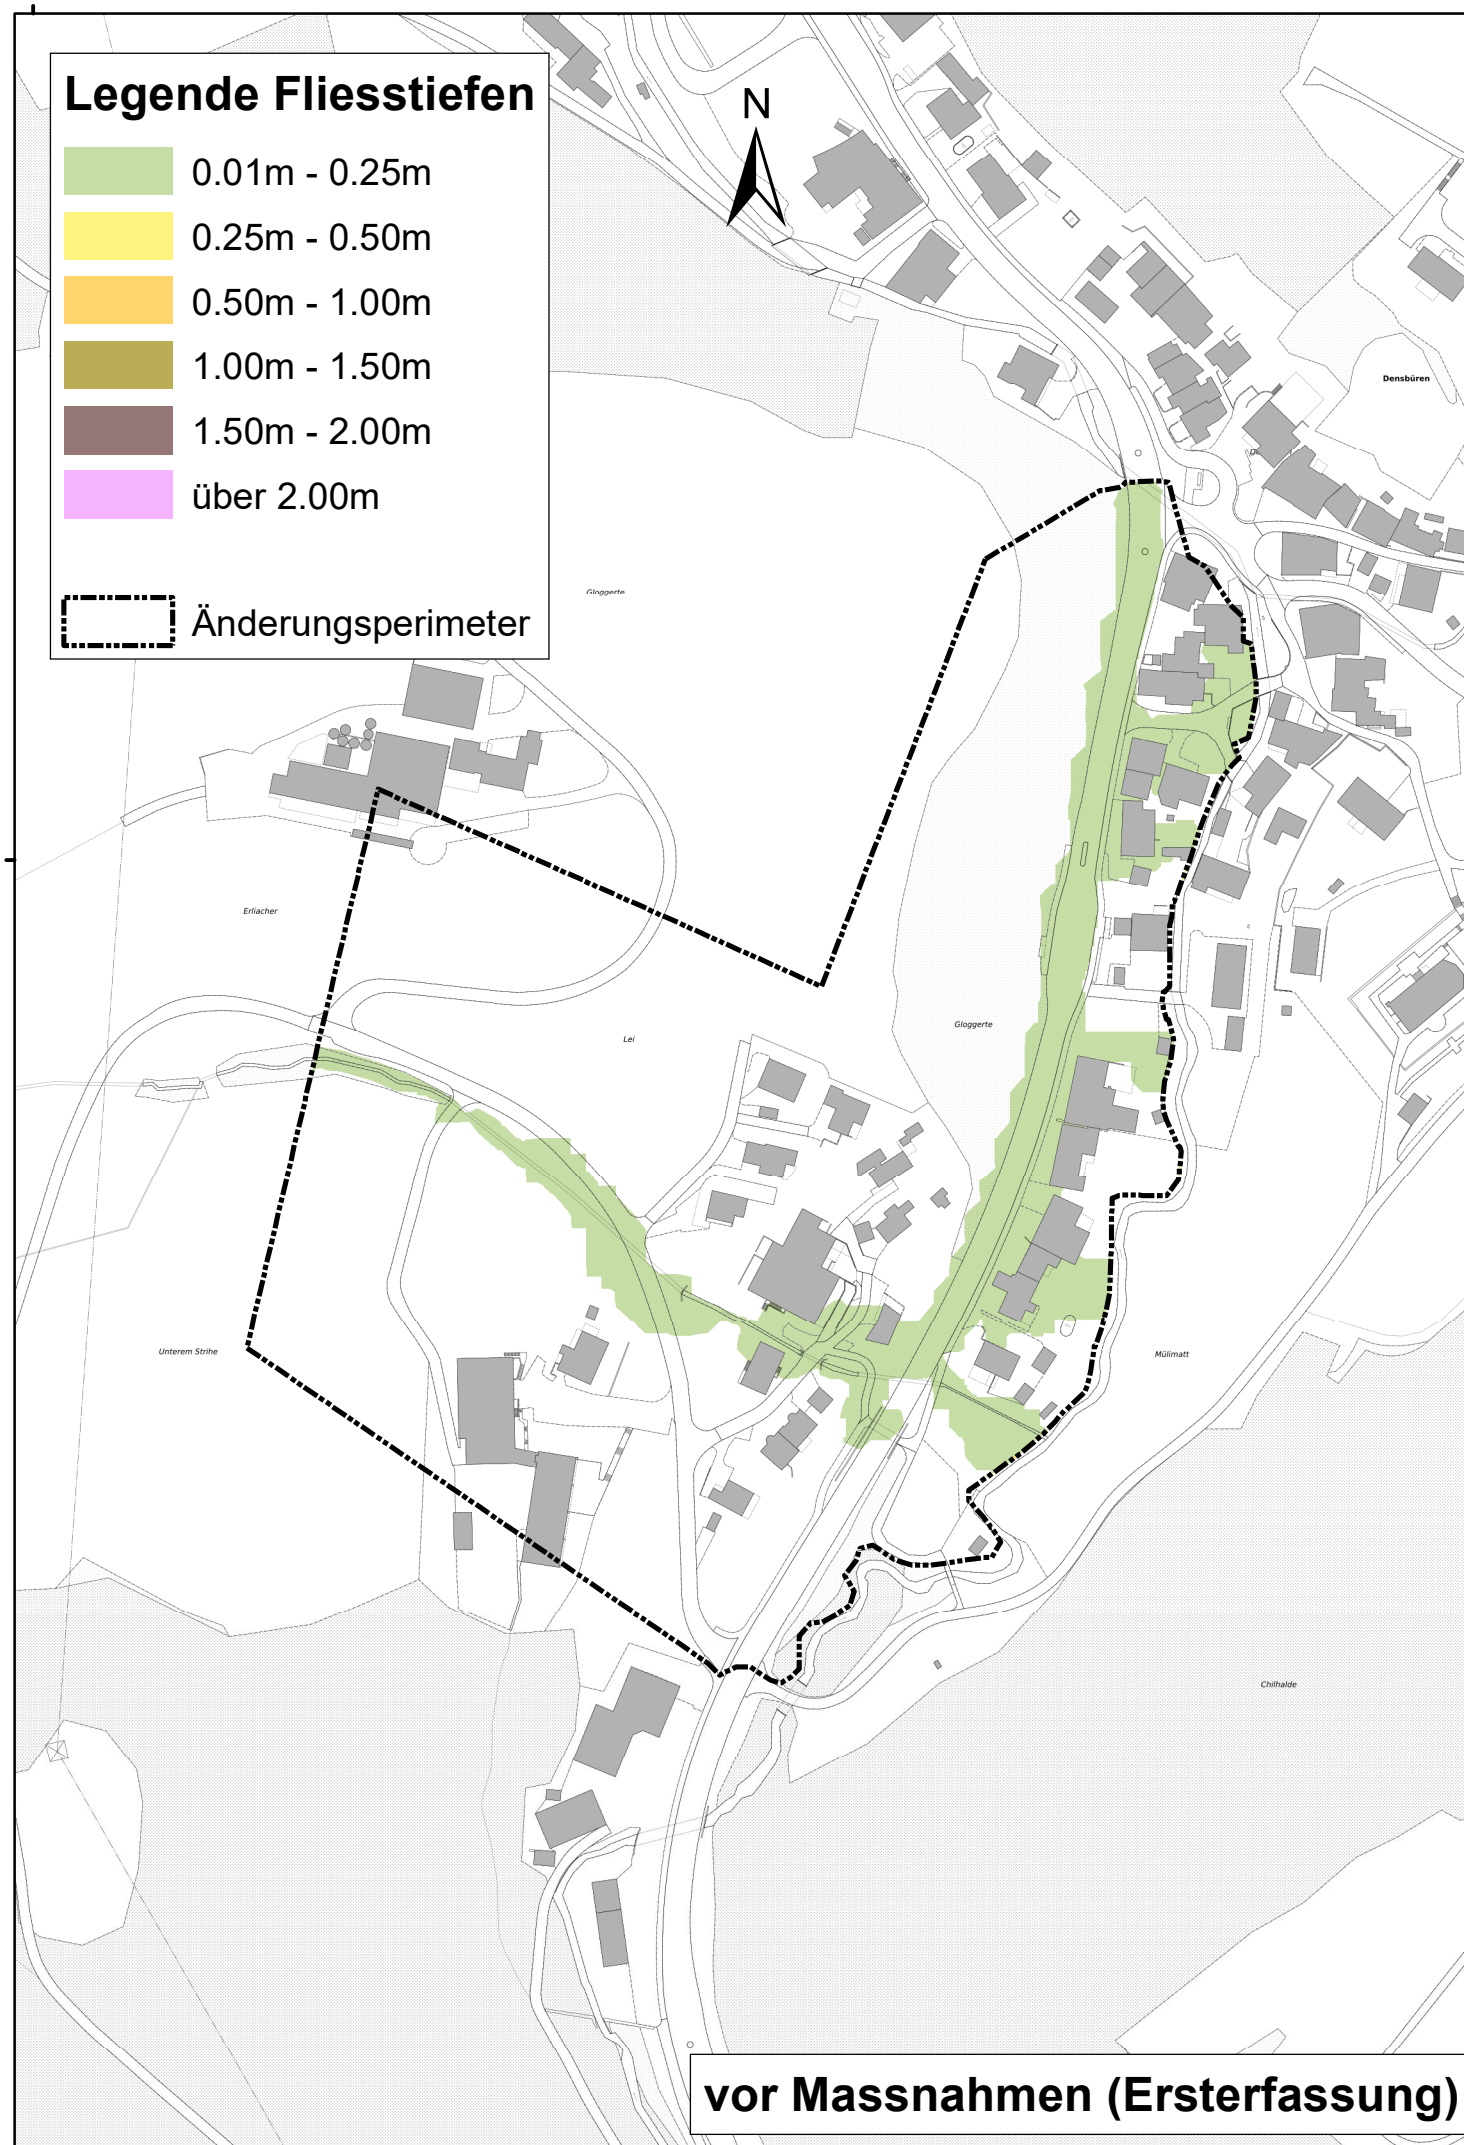 Legende Fliesstiefen
0.01m - 0.25m
0.25m - 0.50m
0.50m - 1.00m
1.00m - 1.50m
1.50m - 2.00m
über 2.00m
Änderungsperimeter
N
Densbüren
Gloggerte
Erliacher
Lei
Gloggerte
Unterem Strihe
Mülimatt
Chilhalde
vor Massnahmen (Ersterfassung)